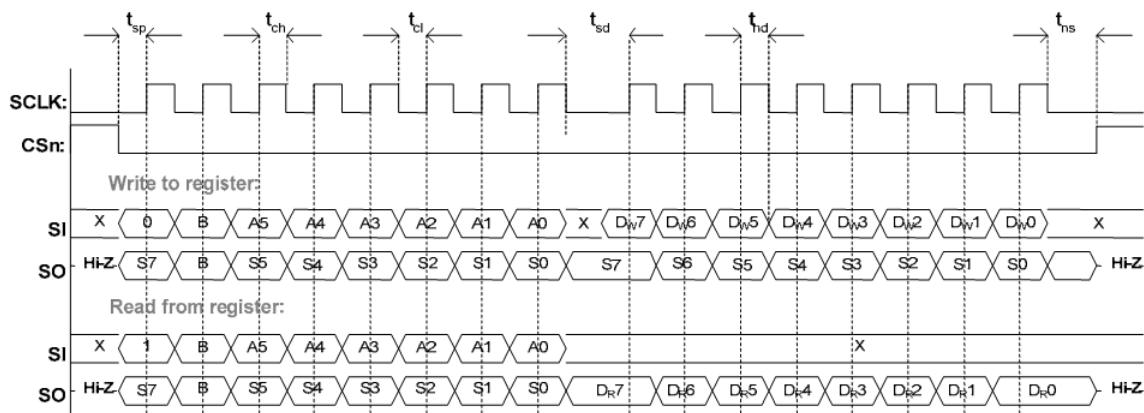 tsp tch tcl tsd thd tns
SCLK:
CSn:
Write to register:
SI X 0 B A5 A4 A3 A2 A1 A0 X DW7 DW6 DW5 DW4 DW3 DW2 DW1 DW0 X
SO Hi-Z S7 B S5 S4 S3 S2 S1 S0 S7 S6 S5 S4 S3 S2 S1 S0 Hi-Z
Read from register:
SI X 1 B A5 A4 A3 A2 A1 A0 X
SO Hi-Z S7 B S5 S4 S3 S2 S1 S0 DR7 DR6 DR5 DR4 DR3 DR2 DR1 DR0 Hi-Z